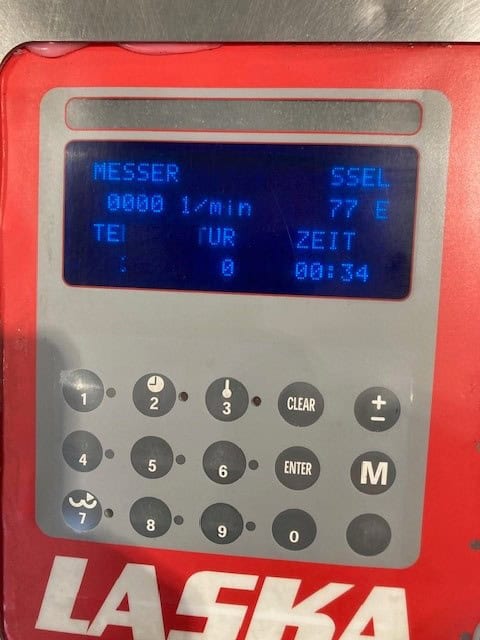 MESSER SSEL
0000 1/min 77 E
TE TUR ZEIT
: 0 00:34
1 2 3 CLEAR + -
4 5 6 ENTER M
7 8 9 0
LASKA